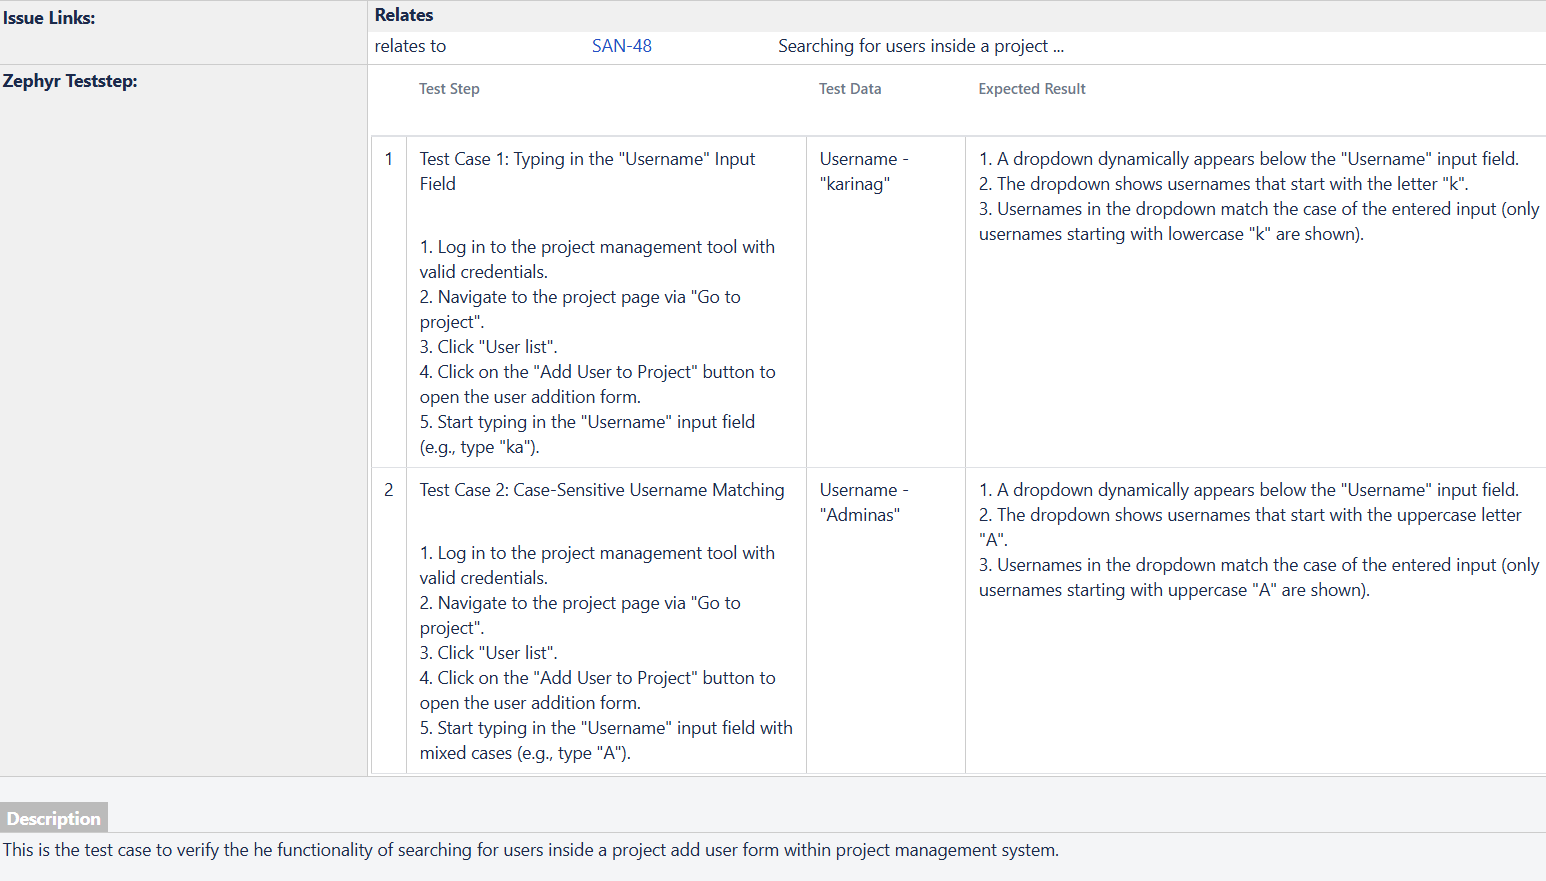 Issue Links:
Relates
relates to SAN-48 Searching for users inside a project ...
Zephyr Teststep:
Test Step Test Data Expected Result
1
Test Case 1: Typing in the "Username" Input
Field
1. Log in to the project management tool with
valid credentials.
2. Navigate to the project page via "Go to
project".
3. Click "User list".
4. Click on the "Add User to Project" button to
open the user addition form.
5. Start typing in the "Username" input field
(e.g., type "ka").
Username -
"karinag"
1. A dropdown dynamically appears below the "Username" input field.
2. The dropdown shows usernames that start with the letter "k".
3. Usernames in the dropdown match the case of the entered input (only
usernames starting with lowercase "k" are shown).
2
Test Case 2: Case-Sensitive Username Matching
1. Log in to the project management tool with
valid credentials.
2. Navigate to the project page via "Go to
project".
3. Click "User list".
4. Click on the "Add User to Project" button to
open the user addition form.
5. Start typing in the "Username" input field with
mixed cases (e.g., type "A").
Username -
"Adminas"
1. A dropdown dynamically appears below the "Username" input field.
2. The dropdown shows usernames that start with the uppercase letter
"A".
3. Usernames in the dropdown match the case of the entered input (only
usernames starting with uppercase "A" are shown).
Description
This is the test case to verify the he functionality of searching for users inside a project add user form within project management system.